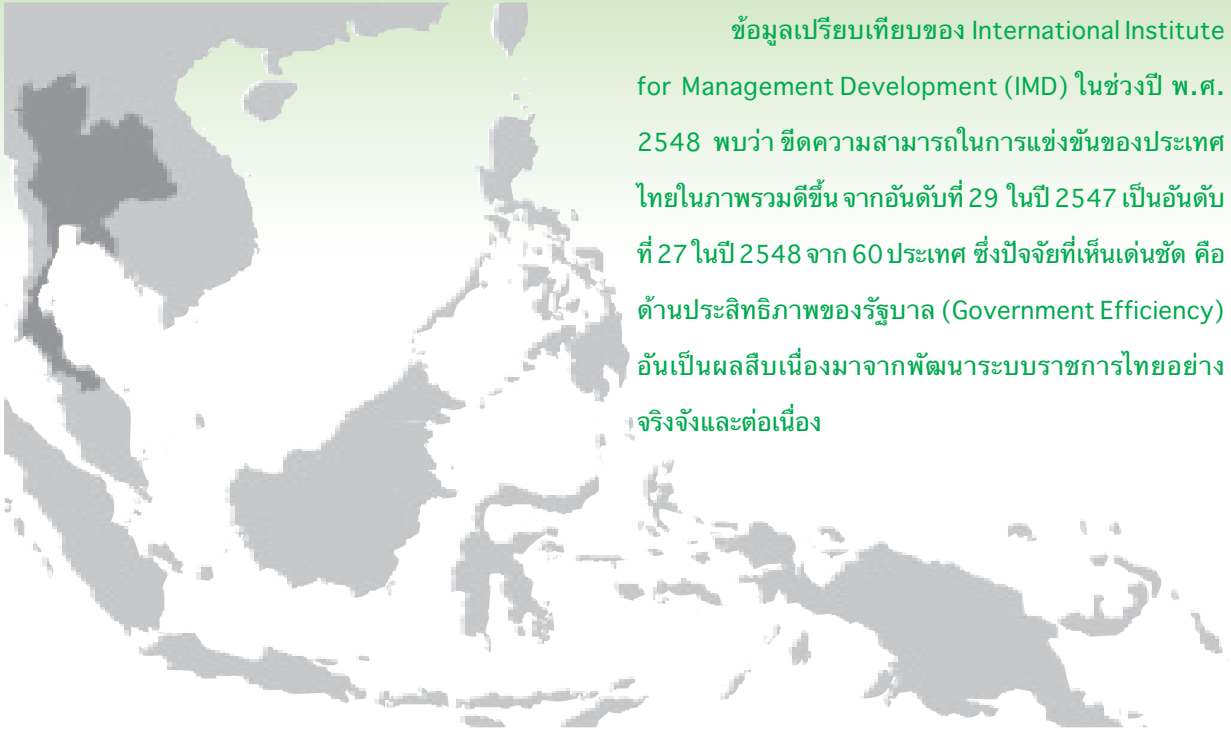 ข้อมูลเปรียบเทียบของ International Institute
for Management Development (IMD) ในช่วงปี พ.ศ.
2548 พบว่า ขีดความสามารถในการแข่งขันของประเทศ
ไทยในภาพรวมดีขึ้น จากอันดับที่ 29 ในปี 2547 เป็นอันดับ
ที่ 27 ในปี 2548 จาก 60 ประเทศ ซึ่งปัจจัยที่เห็นเด่นชัด คือ
ด้านประสิทธิภาพของรัฐบาล (Government Efficiency)
อันเป็นผลสืบเนื่องมาจากพัฒนาระบบราชการไทยอย่าง
จริงจังและต่อเนื่อง